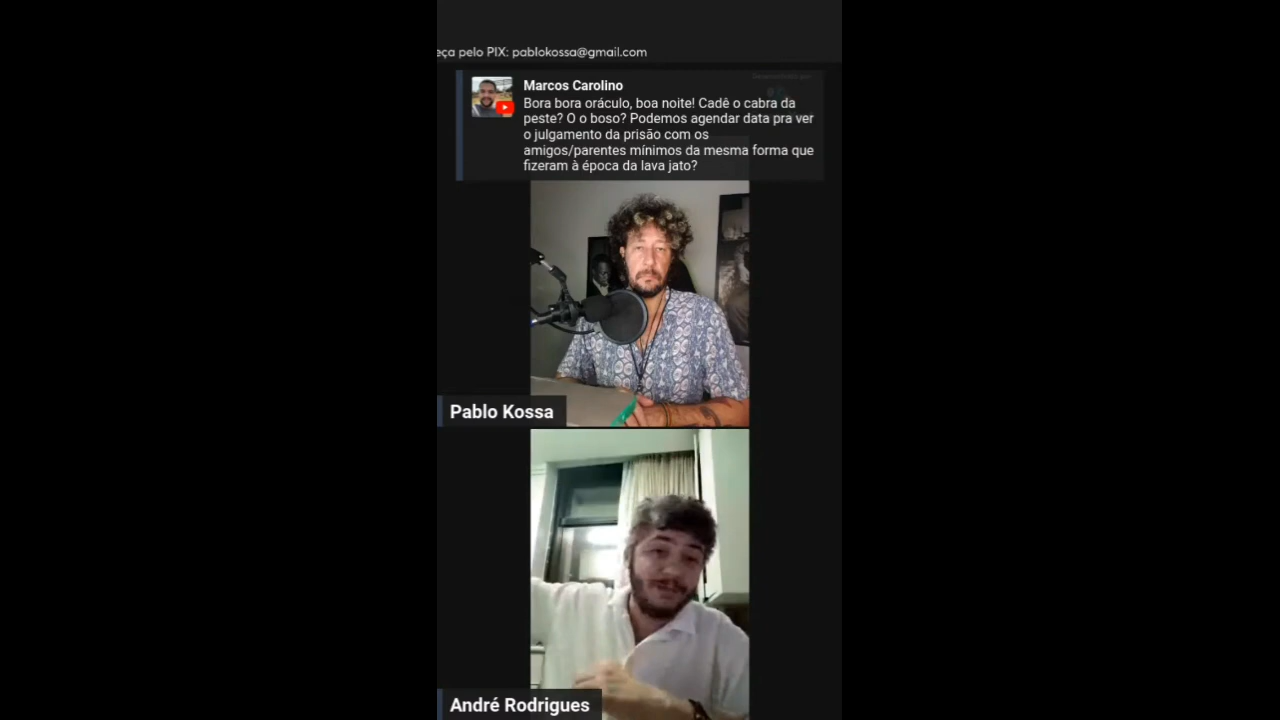 eça pelo PIX: pablokossa@gmail.com
Marcos Carolino
Bora bora oráculo, boa noite! Cadê o cabra da
peste? O o boso? Podemos agendar data pra ver
o julgamento da prisão com os
amigos/parentes mínimos da mesma forma que
fizeram à época da lava jato?
Pablo Kossa
André Rodrigues